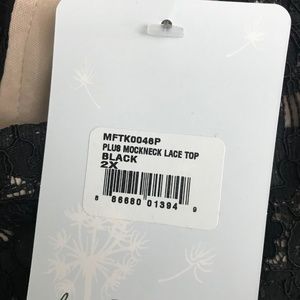 MFTK0046P
PLUS MOCKNECK LACE TOP
BLACK
2X
8 86680 01394 9